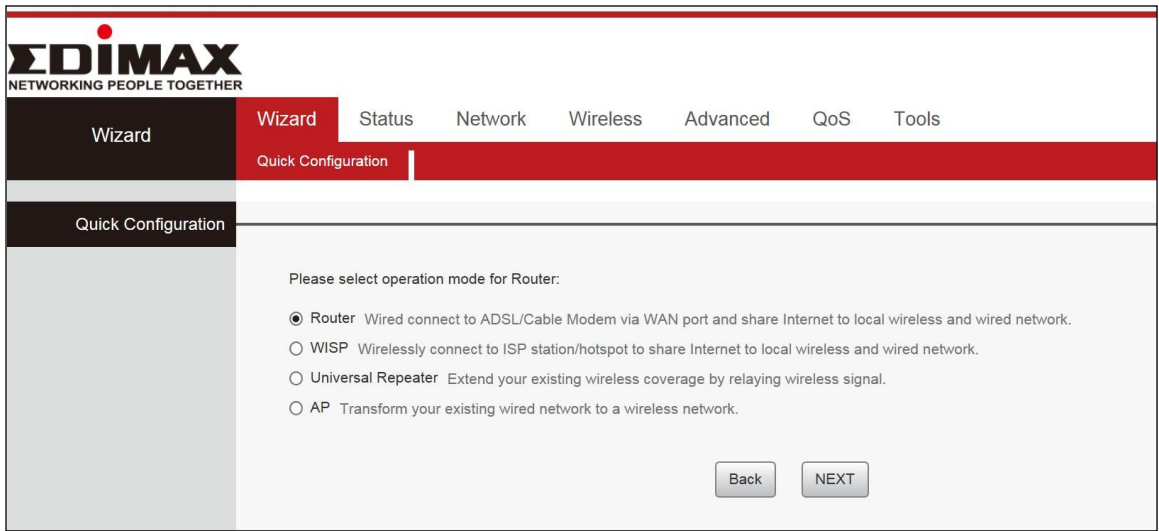 EDIMAX
NETWORKING PEOPLE TOGETHER
Wizard
Wizard Status Network Wireless Advanced QoS Tools
Quick Configuration
Quick Configuration
Please select operation mode for Router:
Router Wired connect to ADSL/Cable Modem via WAN port and share Internet to local wireless and wired network.
WISP Wirelessly connect to ISP station/hotspot to share Internet to local wireless and wired network.
Universal Repeater Extend your existing wireless coverage by relaying wireless signal.
AP Transform your existing wired network to a wireless network.
Back NEXT